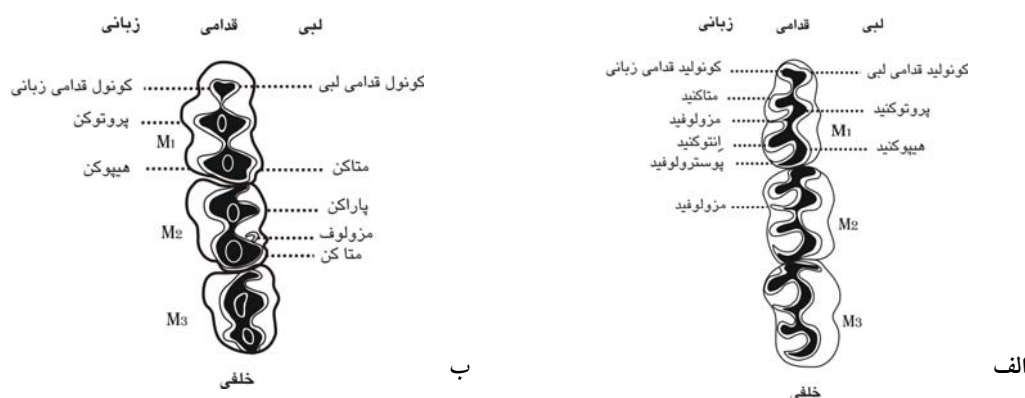 لبی قدامی زبانی
کونولید قدامی لبی
کونولید قدامی زبانی
متاکنید
پروتوکنید
مزولوفید
M1
هیپوکنید
اِنتوکنید
پوسترولوفید
مزولوفید
M2
M3
خلفی
الف
لبی قدامی زبانی
کونول قدامی لبی
کونول قدامی زبانی
پروتوکن
M1
متاکن
هیپوکن
پاراکن
M2
مزولوف
متا کن
M3
خلفی
ب